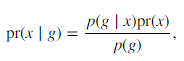 pr(x | g) = p(g | x)pr(x) / p(g),